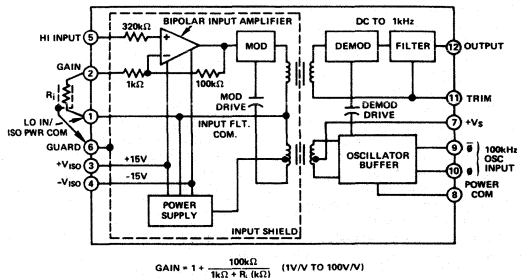 BIPOLAR INPUT AMPLIFIER
DC TO 1kHz
320kΩ
HI INPUT 5
+
−
MOD
DEMOD
FILTER
12 OUTPUT
GAIN
2
1kΩ
100kΩ
MOD
DRIVE
DEMOD
DRIVE
11
TRIM
Ri
1
LO IN/
ISO PWR COM
INPUT FLT.
COM.
7 +VS
GUARD 6
+VISO 3
+15V
−VISO 4
-15V
OSCILLATOR
BUFFER
9 ø̅
10 ø
100kHz
OSC
INPUT
8 POWER
COM
POWER
SUPPLY
INPUT SHIELD
GAIN = 1 + 100kΩ / 1kΩ + Ri (kΩ) (1V/V TO 100V/V)